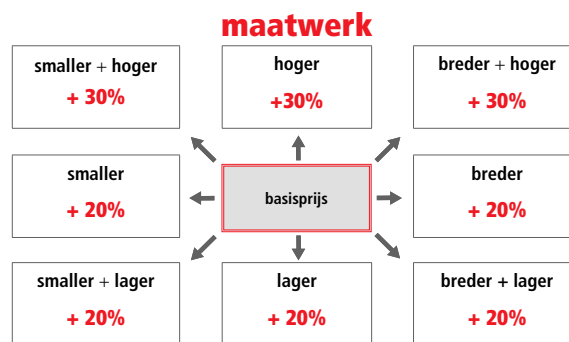 maatwerk
smaller + hoger
+ 30%
hoger
+30%
breder + hoger
+ 30%
smaller
+ 20%
basisprijs
breder
+ 20%
smaller + lager
+ 20%
lager
+ 20%
breder + lager
+ 20%